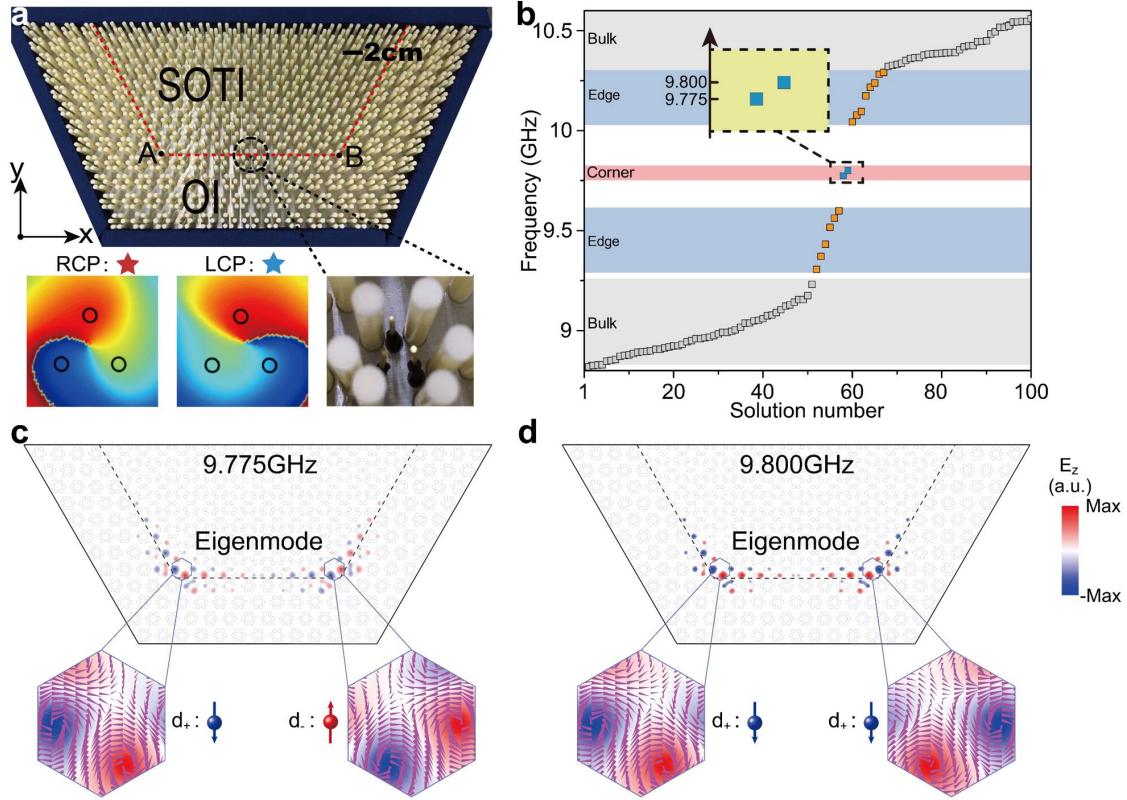 a
2cm
SOTI
A
B
OI
y
x
RCP:
LCP:
b
10.5
10
9.5
9
Frequency (GHz)
Bulk
Edge
Corner
Edge
Bulk
9.800
9.775
1
20
40
60
80
100
Solution number
c
9.775GHz
Eigenmode
d₊ :
d₋ :
d
9.800GHz
Eigenmode
d₊ :
d₊ :
E_z
(a.u.)
Max
-Max